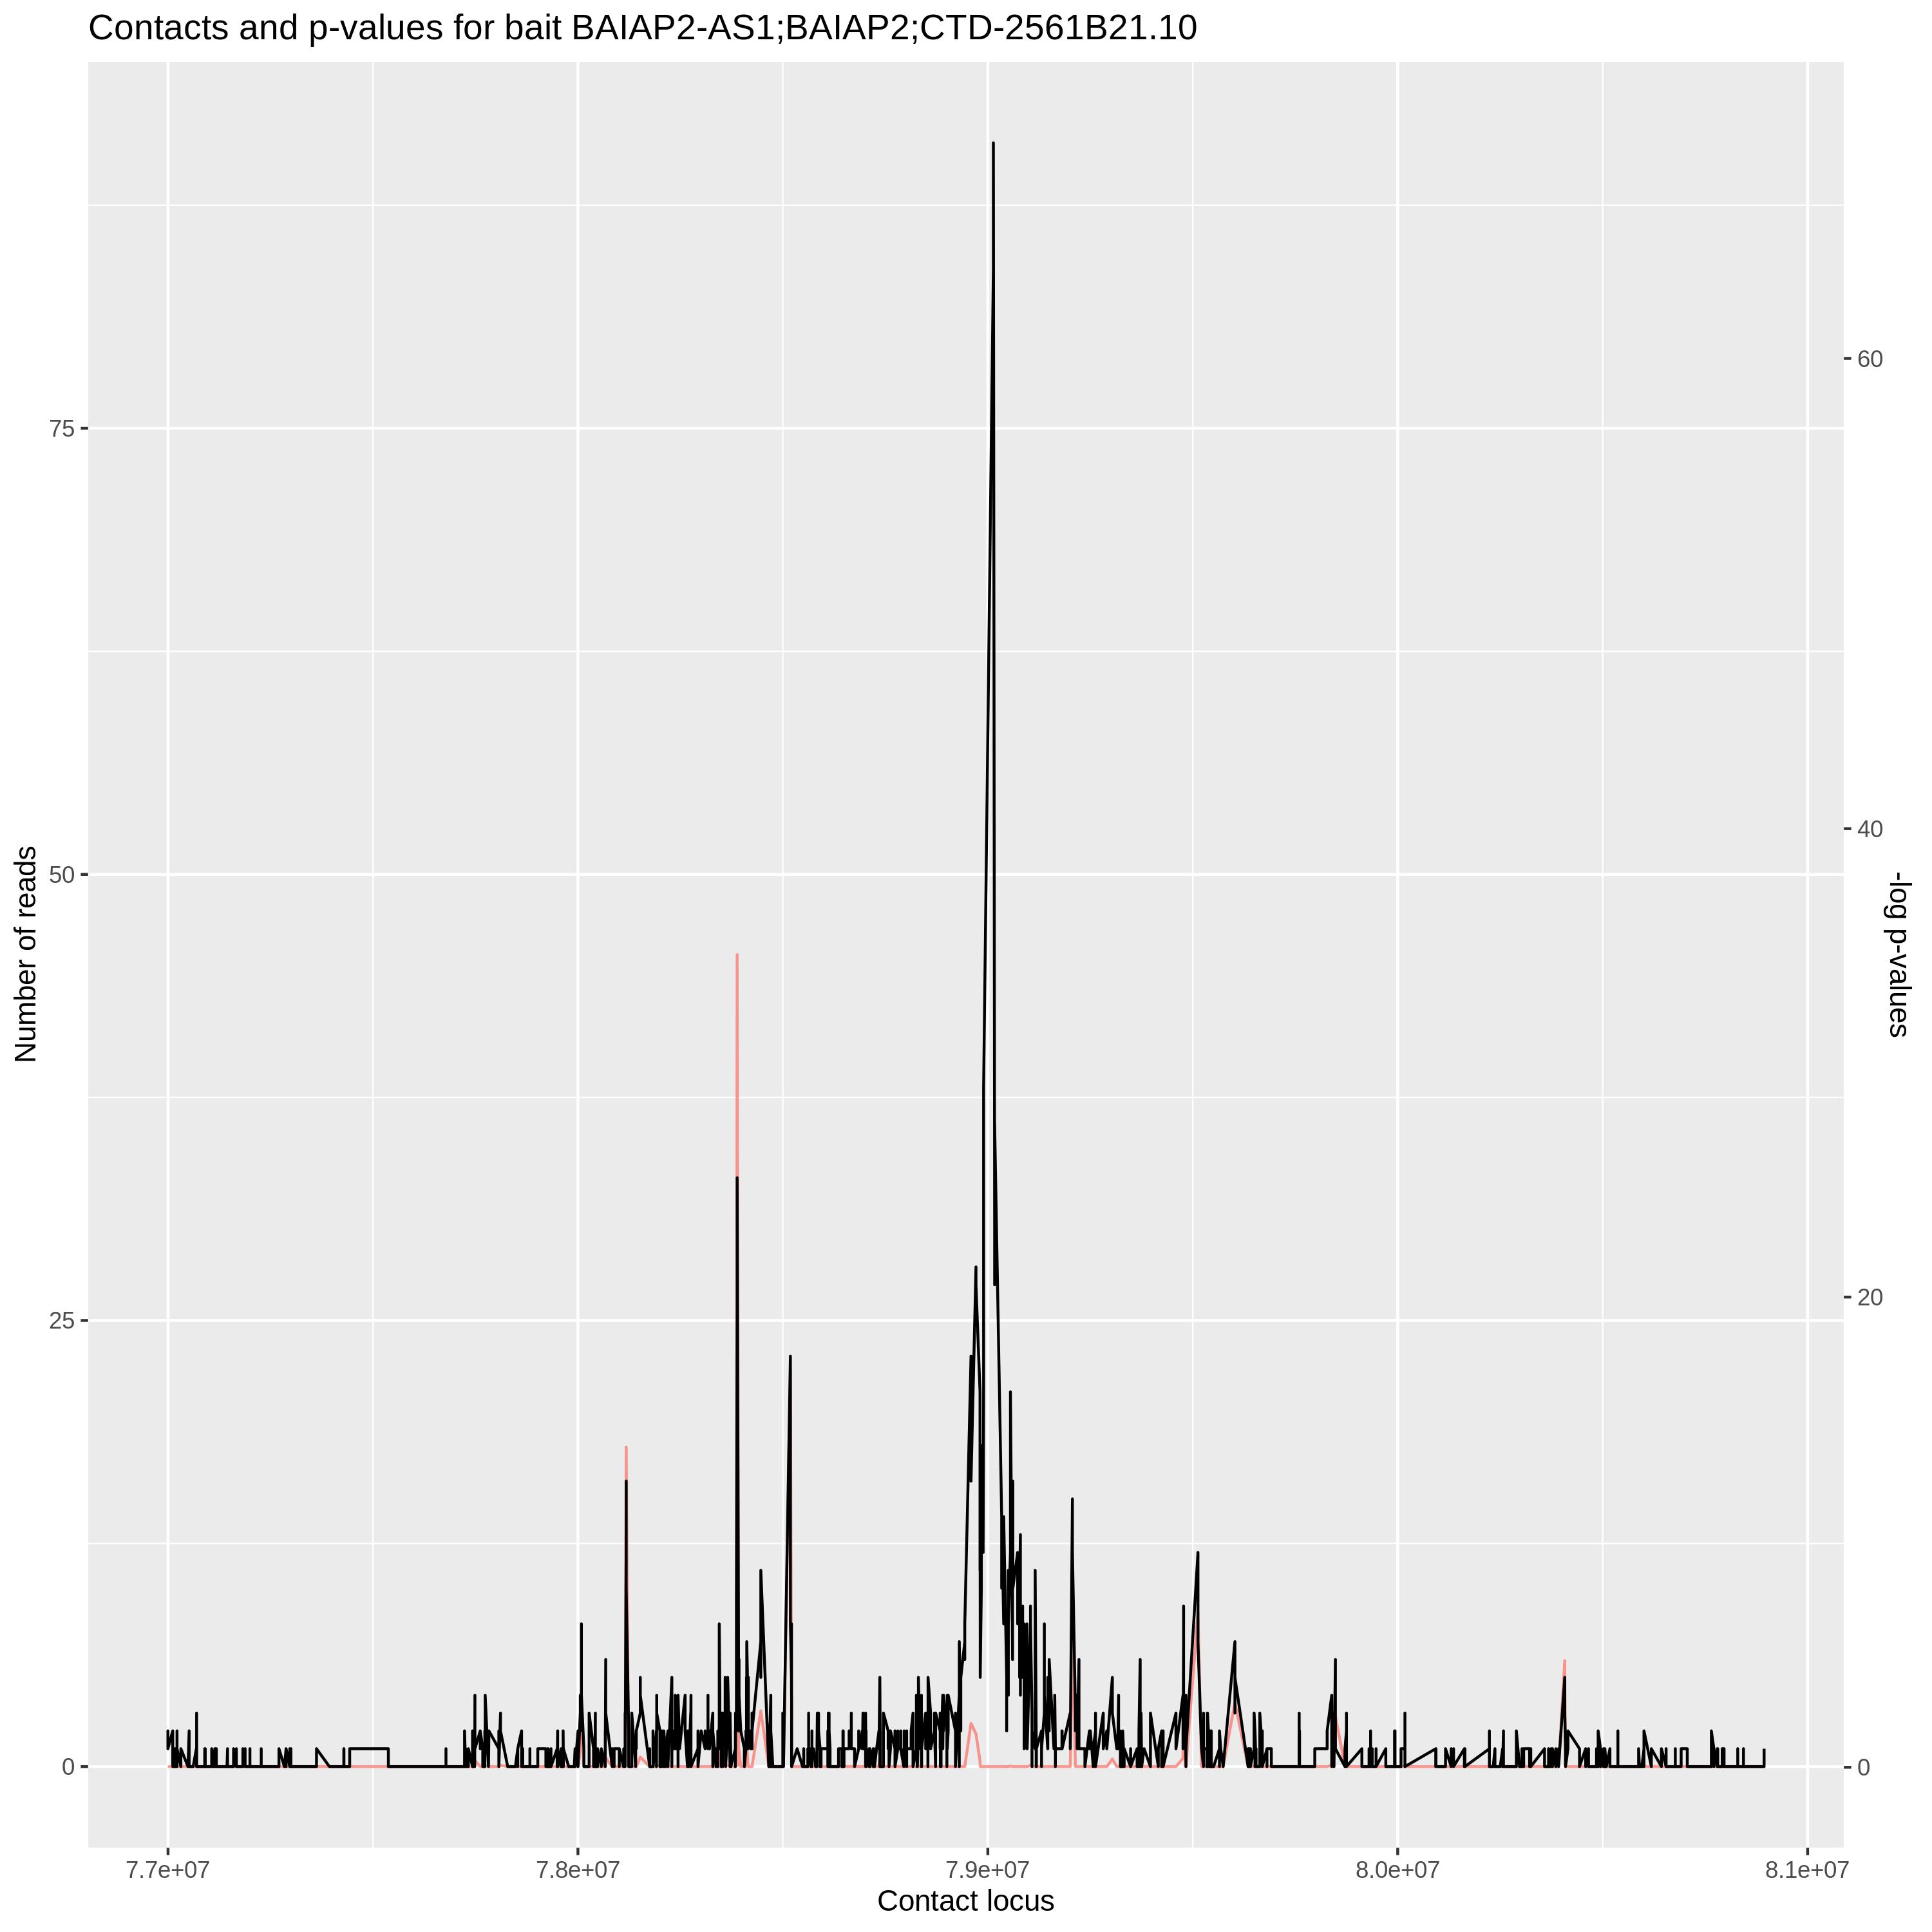 Contacts and p-values for bait BAIAP2-AS1;BAIAP2;CTD-2561B21.10
75
50
25
0
Number of reads
60
40
20
0
-log p-values
7.7e+07
7.8e+07
7.9e+07
8.0e+07
8.1e+07
Contact locus